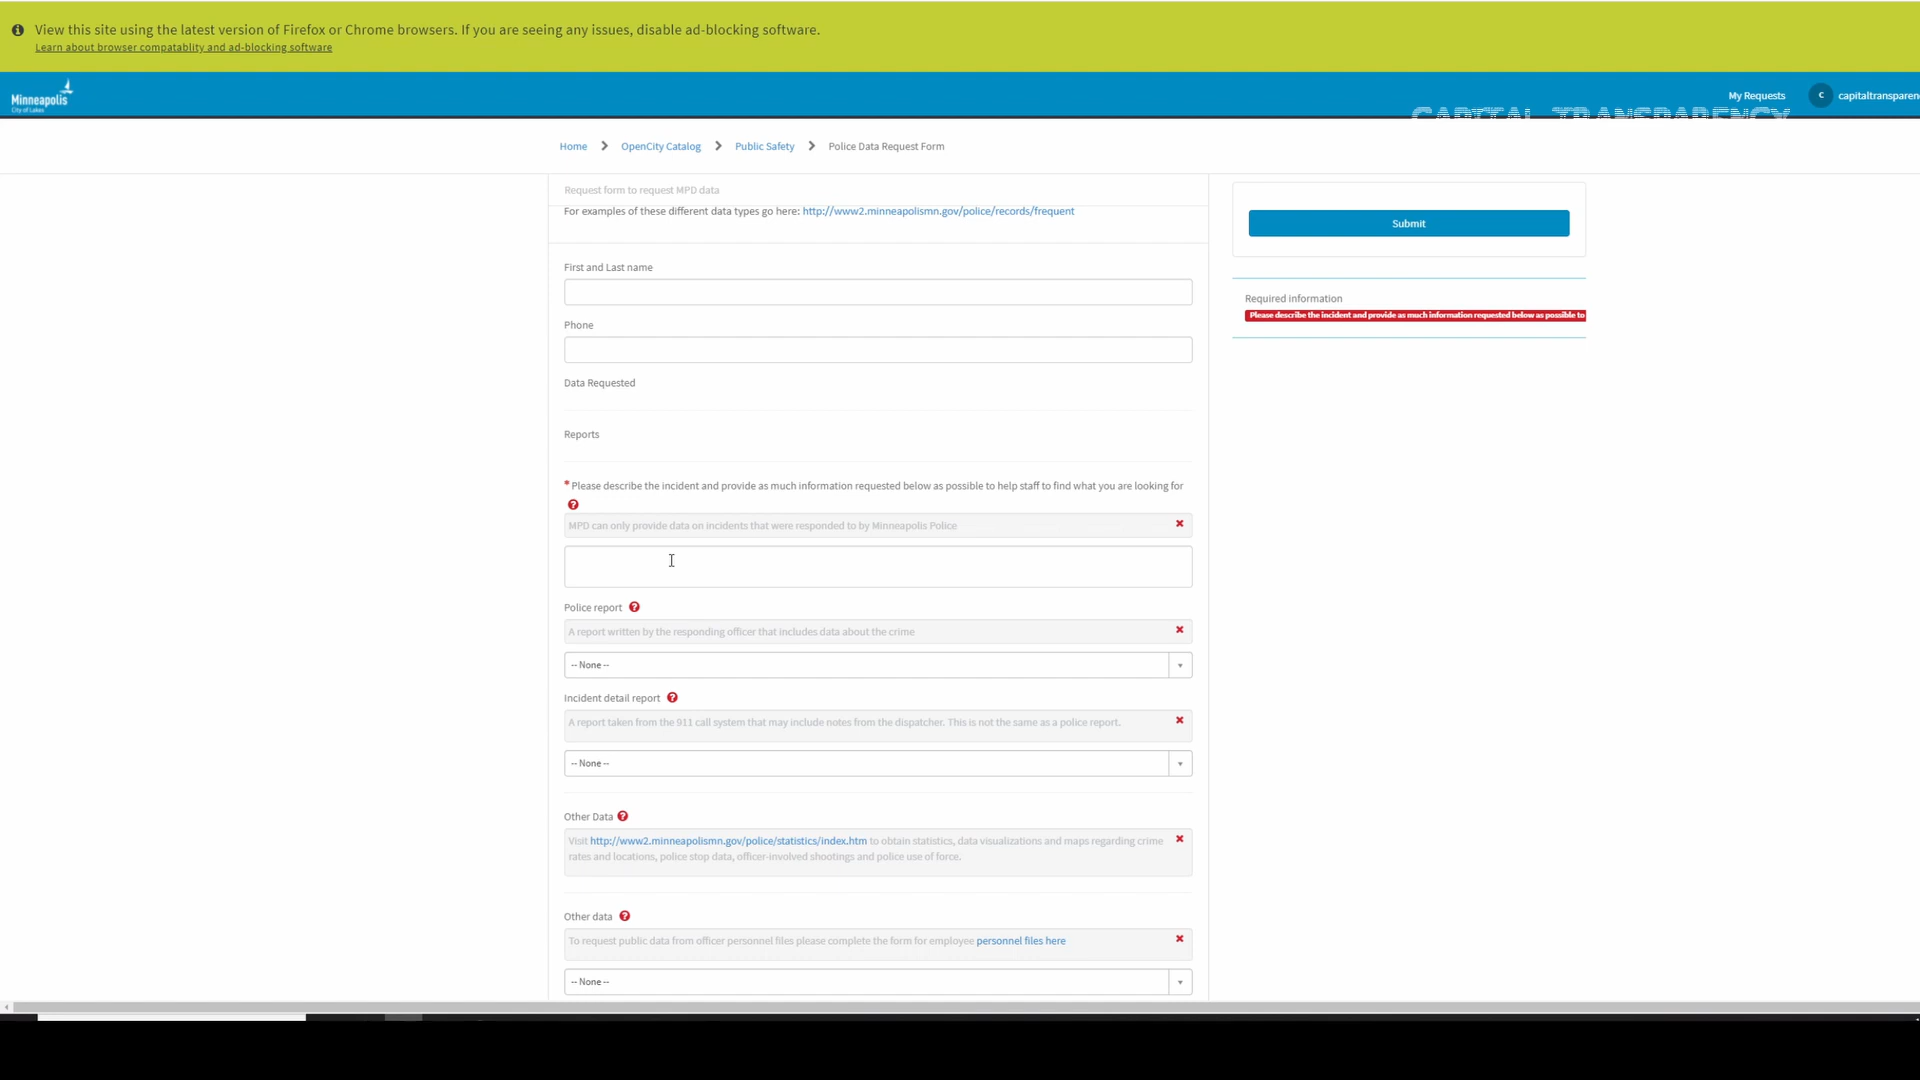 View this site using the latest version of Firefox or Chrome browsers. If you are seeing any issues, disable ad-blocking software.
Learn about browser compatablity and ad-blocking software
Minneapolis
City of Lakes
My Requests
C
capitaltransparen
CAPITAL TRANSPARENCY
Home > OpenCity Catalog > Public Safety > Police Data Request Form
Request form to request MPD data
For examples of these different data types go here: http://www2.minneapolismn.gov/police/records/frequent
Submit
First and Last name
Required information
Please describe the incident and provide as much information requested below as possible to
Phone
Data Requested
Reports
* Please describe the incident and provide as much information requested below as possible to help staff to find what you are looking for
MPD can only provide data on incidents that were responded to by Minneapolis Police
Police report
A report written by the responding officer that includes data about the crime
-- None --
Incident detail report
A report taken from the 911 call system that may include notes from the dispatcher. This is not the same as a police report.
-- None --
Other Data
Visit http://www2.minneapolismn.gov/police/statistics/index.htm to obtain statistics, data visualizations and maps regarding crime
rates and locations, police stop data, officer-involved shootings and police use of force.
Other data
To request public data from officer personnel files please complete the form for employee personnel files here
-- None --